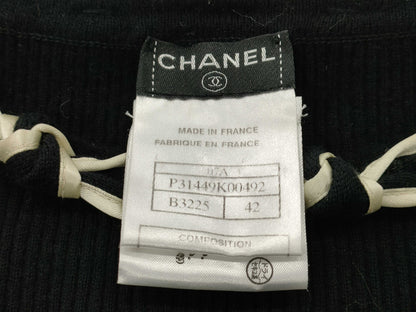 CHANEL
MADE IN FRANCE
FABRIQUE EN FRANCE
P31449K00492
B3225 42
COMPOSITION